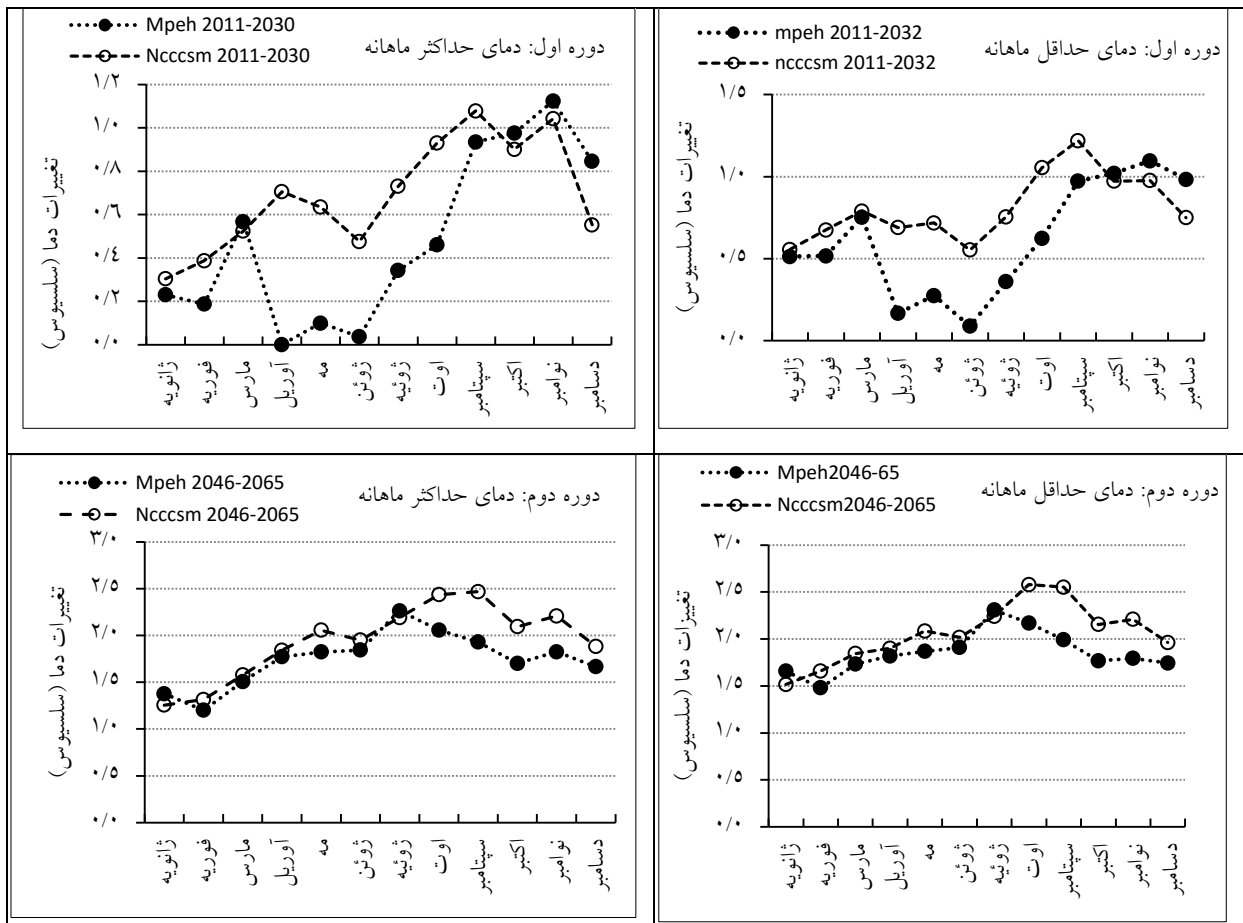 Mpeh 2011-2030
Ncccsm 2011-2030
دوره اول: دمای حداکثر ماهانه
تغییرات دما (سلسیوس)
۱/۲
۱/۰
۰/۸
۰/۶
۰/۴
۰/۲
۰/۰
ژانویه
فوریه
مارس
آوریل
مه
ژوئن
ژوئیه
اوت
سپتامبر
اکتبر
نوامبر
دسامبر
mpeh 2011-2032
ncccsm 2011-2032
دوره اول: دمای حداقل ماهانه
تغییرات دما (سلسیوس)
۱/۵
۱/۰
۰/۵
۰/۰
ژانویه
فوریه
مارس
آوریل
مه
ژوئن
ژوئیه
اوت
سپتامبر
اکتبر
نوامبر
دسامبر
Mpeh 2046-2065
Ncccsm 2046-2065
دوره دوم: دمای حداکثر ماهانه
تغییرات دما (سلسیوس)
۳/۰
۲/۵
۲/۰
۱/۵
۱/۰
۰/۵
۰/۰
ژانویه
فوریه
مارس
آوریل
مه
ژوئن
ژوئیه
اوت
سپتامبر
اکتبر
نوامبر
دسامبر
Mpeh2046-65
Ncccsm2046-2065
دوره دوم: دمای حداقل ماهانه
تغییرات دما (سلسیوس)
۳/۰
۲/۵
۲/۰
۱/۵
۱/۰
۰/۵
۰/۰
ژانویه
فوریه
مارس
آوریل
مه
ژوئن
ژوئیه
اوت
سپتامبر
اکتبر
نوامبر
دسامبر